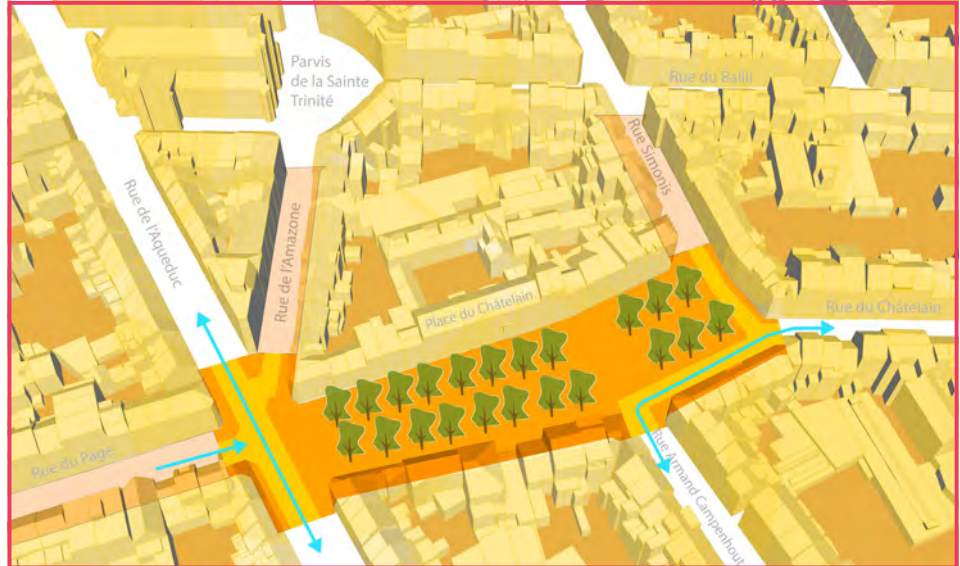 Parvis
de la Sainte
Trinité
Rue du Bailli
Rue Simonis
Rue de l'Aqueduc
Rue de l'Amazone
Place du Châtelain
Rue du Châtelain
Rue du Page
Rue Armand Campenhout